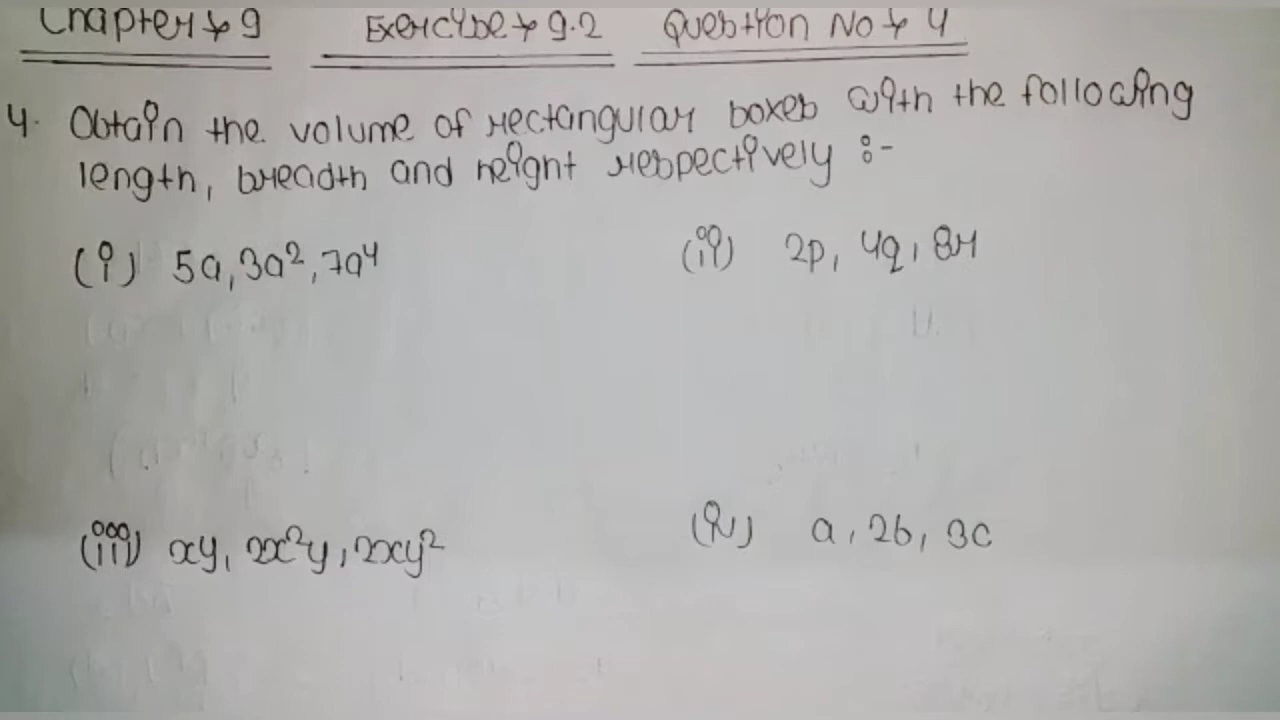 Chapter → 9 Exercise → 9.2 Question No → 4
4. Obtain the volume of rectangular boxes with the following
length, breadth and height respectively :-
(i) 5a, 3a², 7a⁴ (ii) 2p, 4q, 8r
(iii) xy, 2x²y, 2xy² (iv) a, 2b, 3c